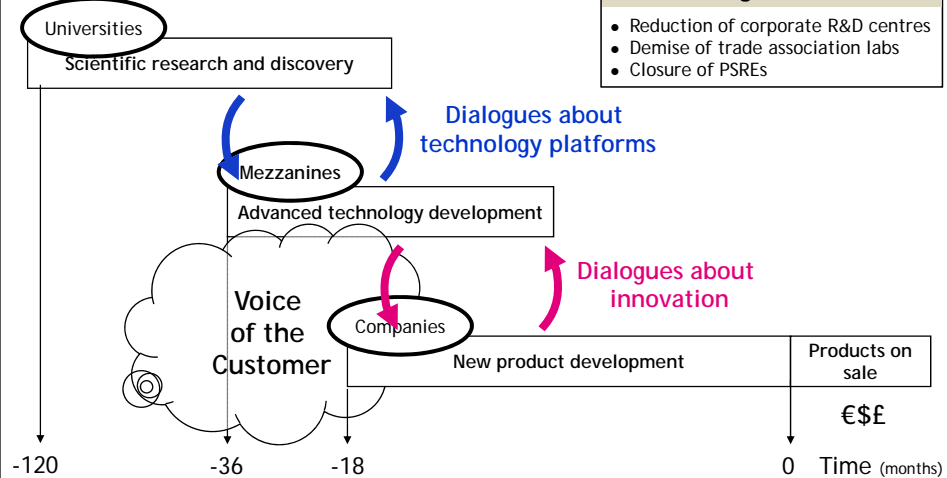 Universities
Scientific research and discovery
• Reduction of corporate R&D centres
• Demise of trade association labs
• Closure of PSREs
Dialogues about
technology platforms
Mezzanines
Advanced technology development
Dialogues about
innovation
Voice
of the
Customer
Companies
New product development
Products on
sale
€$£
-120
-36
-18
0
Time (months)